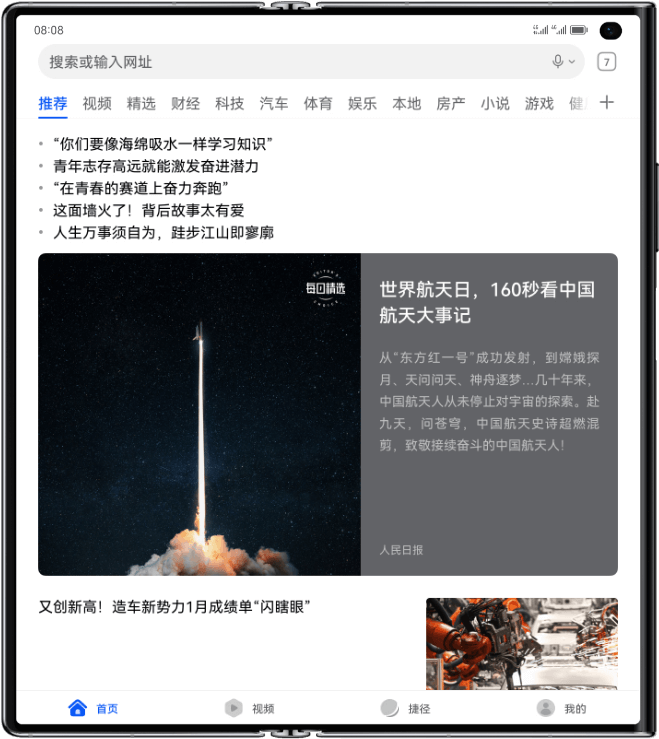 08:08
搜索或输入网址
7
推荐 视频 精选 财经 科技 汽车 体育 娱乐 本地 房产 小说 游戏 健
“你们要像海绵吸水一样学习知识”
青年志存高远就能激发奋进潜力
“在青春的赛道上奋力奔跑”
这面墙火了！背后故事太有爱
人生万事须自为，跬步江山即寥廓
每日精选
世界航天日，160秒看中国
航天大事记
从“东方红一号”成功发射，到嫦娥探
月、天问问天、神舟逐梦...几十年来，
中国航天人从未停止对宇宙的探索。赴
九天，问苍穹，中国航天史诗超燃混
剪，致敬接续奋斗的中国航天人！
人民日报
又创新高！造车新势力1月成绩单“闪瞎眼”
首页 视频 捷径 我的